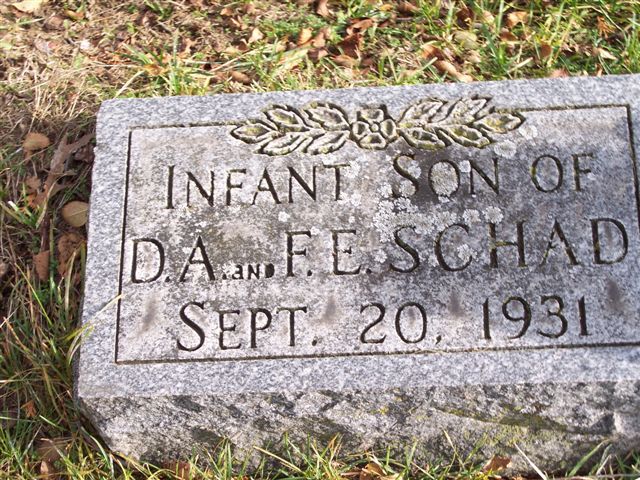 INFANT SON OF
D.A. AND F.E. SCHAD
SEPT. 20, 1931